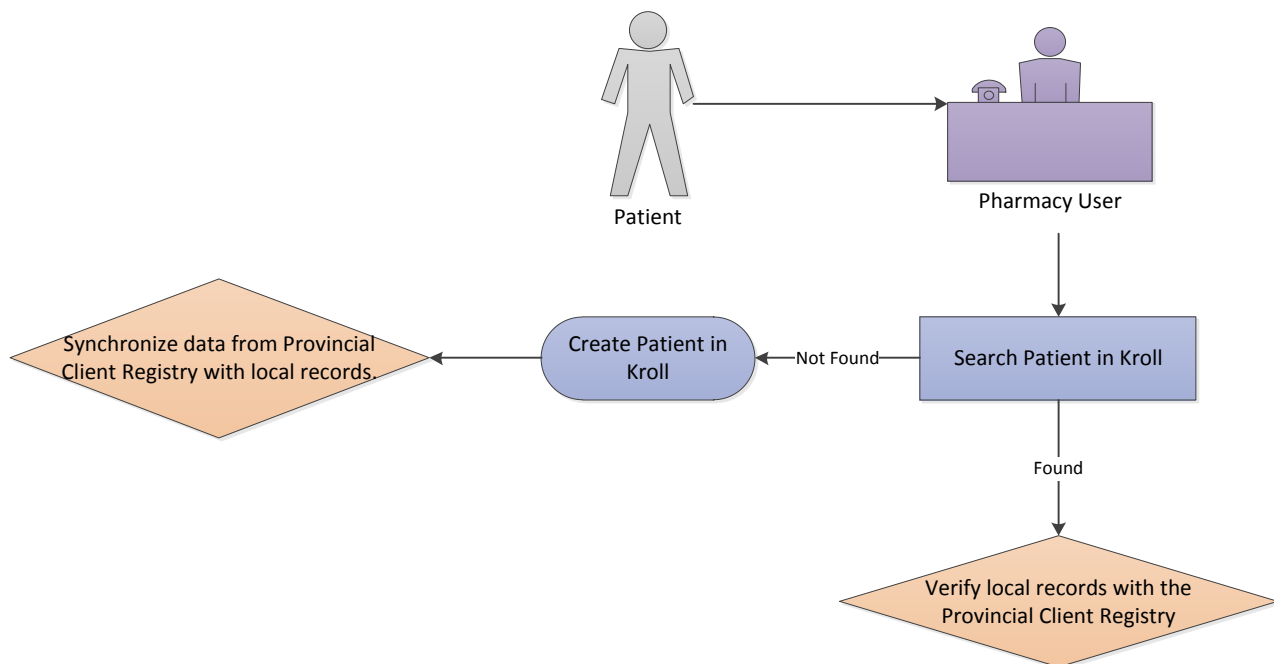 Patient
Pharmacy User
Synchronize data from Provincial
Client Registry with local records.
Create Patient in
Kroll
Not Found
Search Patient in Kroll
Found
Verify local records with the
Provincial Client Registry